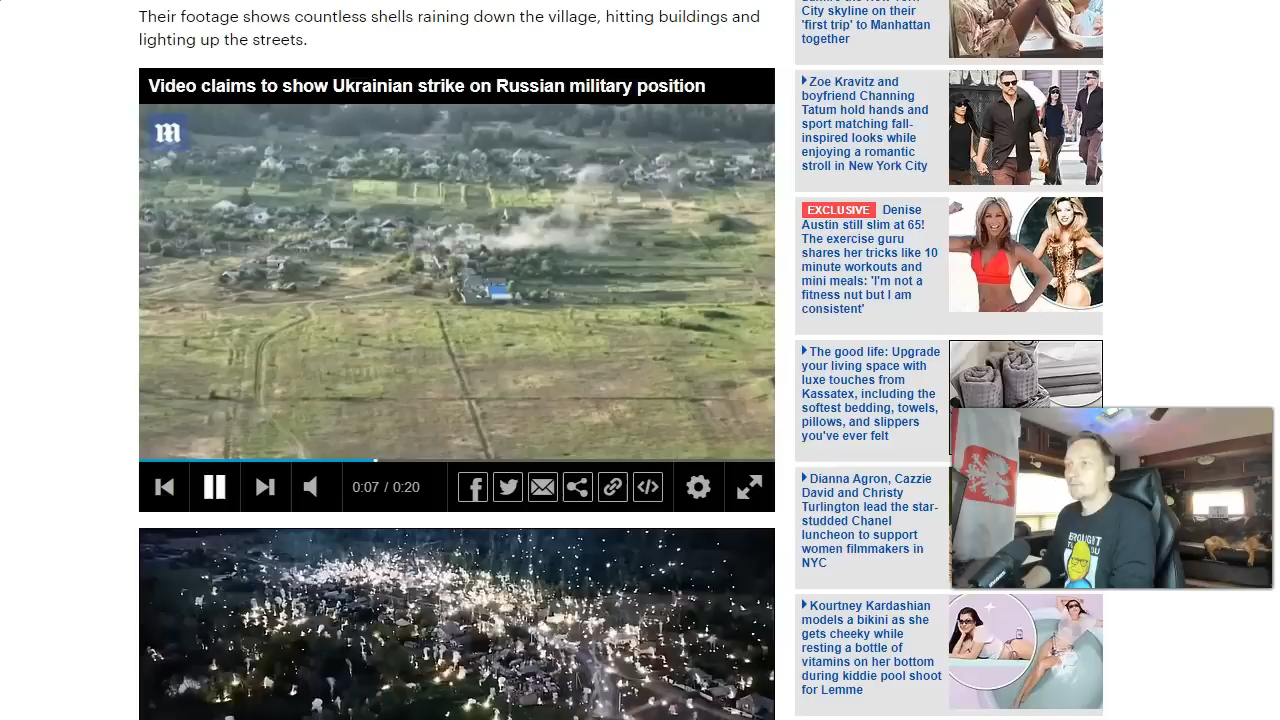 Their footage shows countless shells raining down the village, hitting buildings and
lighting up the streets.
Video claims to show Ukrainian strike on Russian military position
m
0:07 / 0:20
City skyline on their
'first trip' to Manhattan
together
Zoe Kravitz and
boyfriend Channing
Tatum hold hands and
sport matching fall-
inspired looks while
enjoying a romantic
stroll in New York City
EXCLUSIVE Denise
Austin still slim at 65!
The exercise guru
shares her tricks like 10
minute workouts and
mini meals: 'I'm not a
fitness nut but I am
consistent'
The good life: Upgrade
your living space with
luxe touches from
Kassatex, including the
softest bedding, towels,
pillows, and slippers
you've ever felt
Dianna Agron, Cazzie
David and Christy
Turlington lead the star-
studded Chanel
luncheon to support
women filmmakers in
NYC
Kourtney Kardashian
models a bikini as she
gets cheeky while
resting a bottle of
vitamins on her bottom
during kiddie pool shoot
for Lemme
BROUGHT